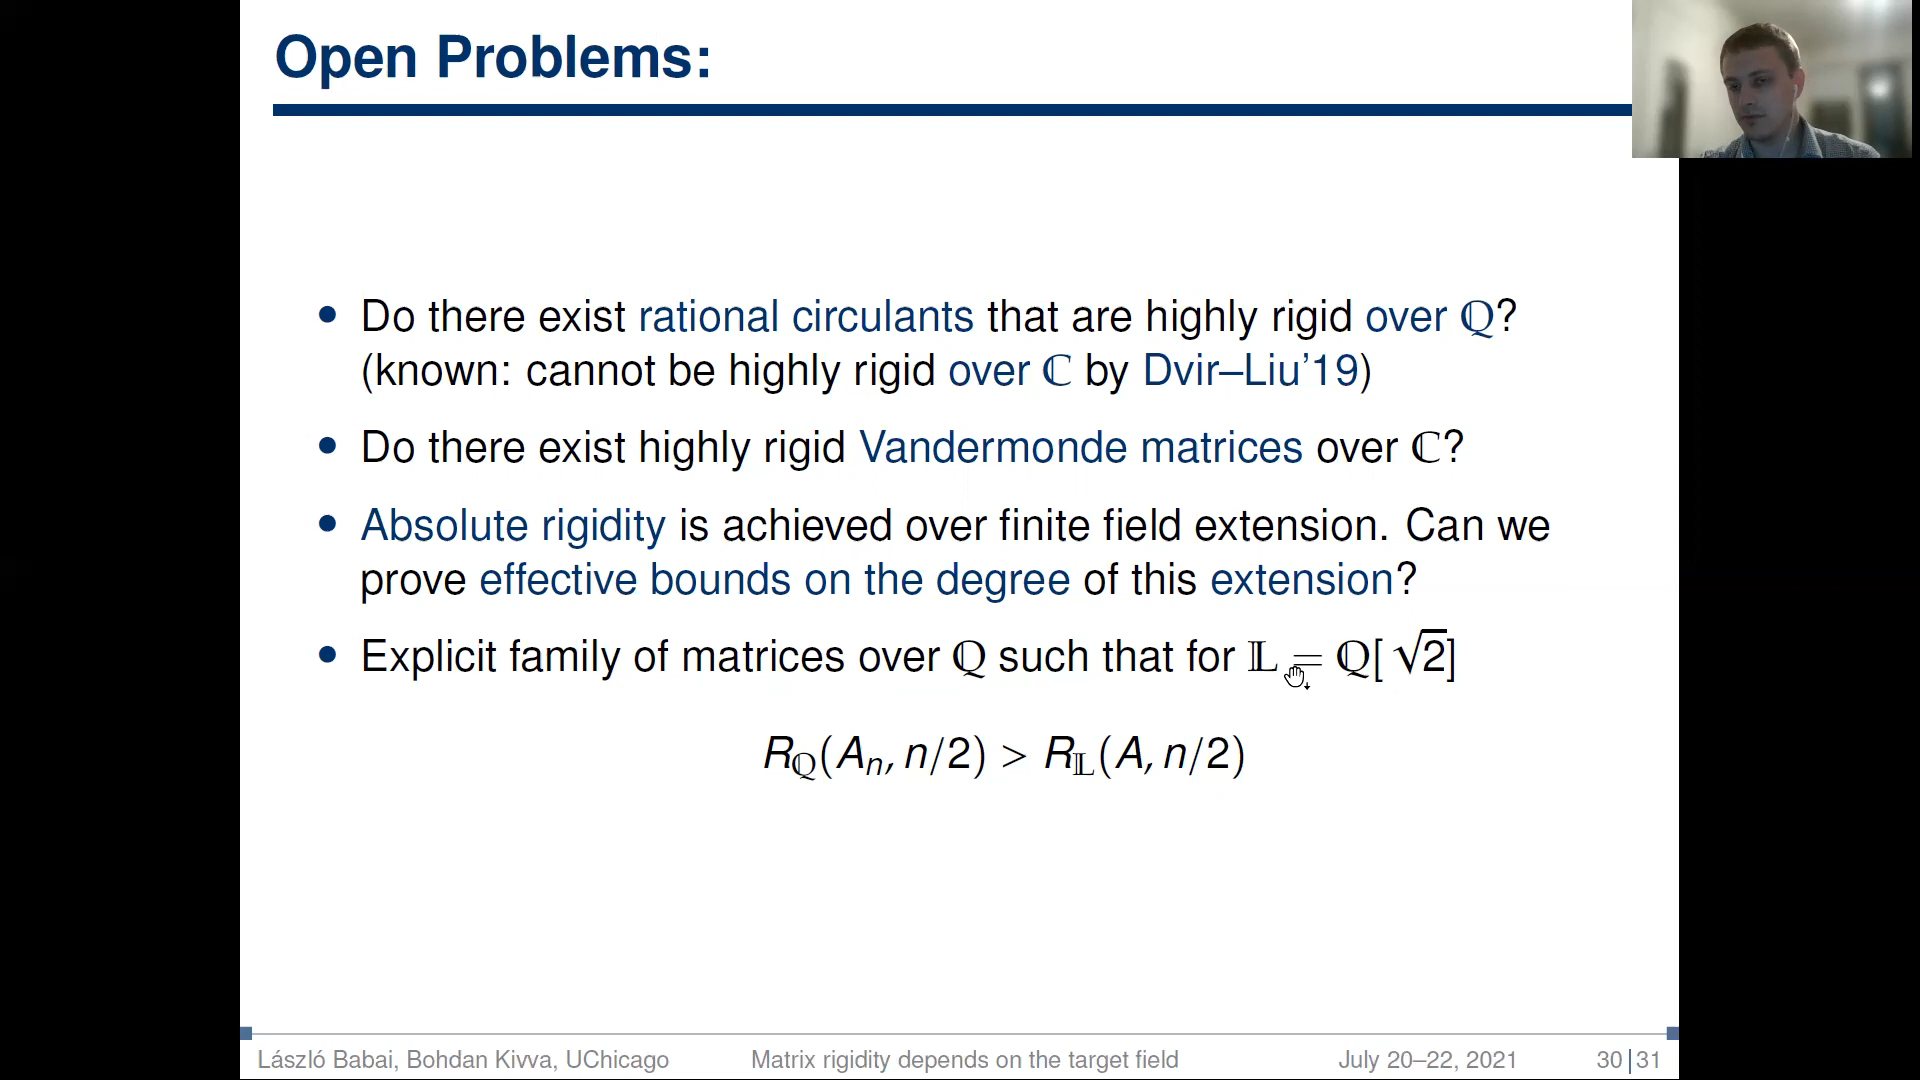 Open Problems:
• Do there exist rational circulants that are highly rigid over ℚ?
(known: cannot be highly rigid over ℂ by Dvir–Liu’19)
• Do there exist highly rigid Vandermonde matrices over ℂ?
• Absolute rigidity is achieved over finite field extension. Can we
prove effective bounds on the degree of this extension?
• Explicit family of matrices over ℚ such that for 𝕃 = ℚ[√2]
R_ℚ(A_n, n/2) > R_𝕃(A, n/2)
László Babai, Bohdan Kivva, UChicago Matrix rigidity depends on the target field July 20–22, 2021 30|31